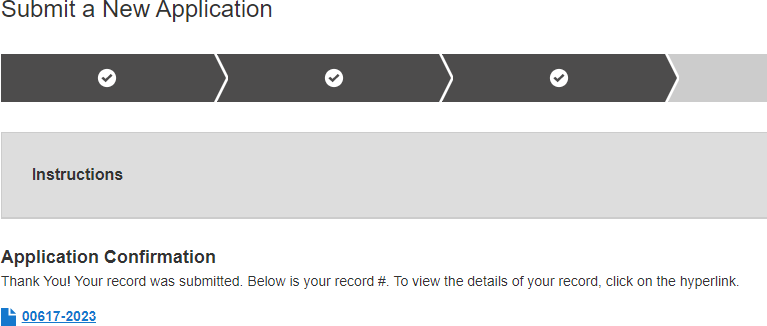 Submit a New Application
Instructions
Application Confirmation
Thank You! Your record was submitted. Below is your record #. To view the details of your record, click on the hyperlink.
00617-2023